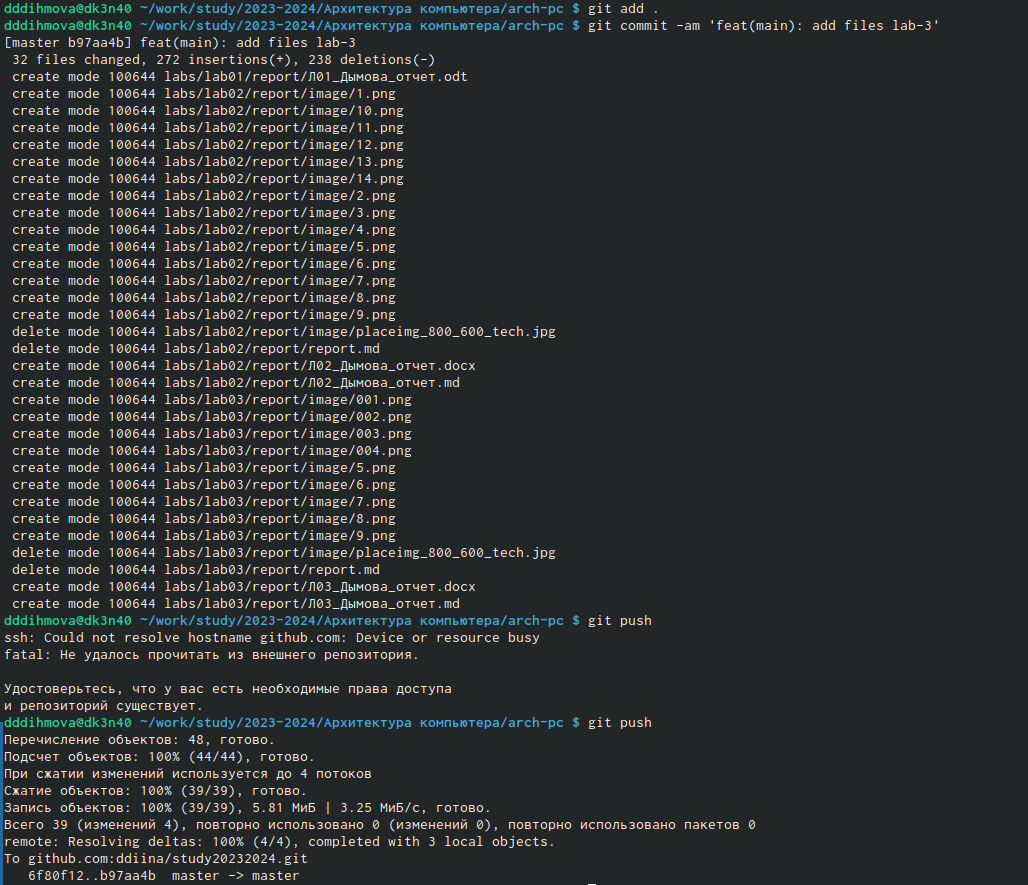 dddihmova@dk3n40 ~/work/study/2023-2024/Архитектура компьютера/arch-pc $ git add .
dddihmova@dk3n40 ~/work/study/2023-2024/Архитектура компьютера/arch-pc $ git commit -am 'feat(main): add files lab-3'
[master b97aa4b] feat(main): add files lab-3
 32 files changed, 272 insertions(+), 238 deletions(-)
 create mode 100644 labs/lab01/report/Л01_Дымова_отчет.odt
 create mode 100644 labs/lab02/report/image/1.png
 create mode 100644 labs/lab02/report/image/10.png
 create mode 100644 labs/lab02/report/image/11.png
 create mode 100644 labs/lab02/report/image/12.png
 create mode 100644 labs/lab02/report/image/13.png
 create mode 100644 labs/lab02/report/image/14.png
 create mode 100644 labs/lab02/report/image/2.png
 create mode 100644 labs/lab02/report/image/3.png
 create mode 100644 labs/lab02/report/image/4.png
 create mode 100644 labs/lab02/report/image/5.png
 create mode 100644 labs/lab02/report/image/6.png
 create mode 100644 labs/lab02/report/image/7.png
 create mode 100644 labs/lab02/report/image/8.png
 create mode 100644 labs/lab02/report/image/9.png
 delete mode 100644 labs/lab02/report/image/placeimg_800_600_tech.jpg
 delete mode 100644 labs/lab02/report/report.md
 create mode 100644 labs/lab02/report/Л02_Дымова_отчет.docx
 create mode 100644 labs/lab02/report/Л02_Дымова_отчет.md
 create mode 100644 labs/lab03/report/image/001.png
 create mode 100644 labs/lab03/report/image/002.png
 create mode 100644 labs/lab03/report/image/003.png
 create mode 100644 labs/lab03/report/image/004.png
 create mode 100644 labs/lab03/report/image/5.png
 create mode 100644 labs/lab03/report/image/6.png
 create mode 100644 labs/lab03/report/image/7.png
 create mode 100644 labs/lab03/report/image/8.png
 create mode 100644 labs/lab03/report/image/9.png
 delete mode 100644 labs/lab03/report/image/placeimg_800_600_tech.jpg
 delete mode 100644 labs/lab03/report/report.md
 create mode 100644 labs/lab03/report/Л03_Дымова_отчет.docx
 create mode 100644 labs/lab03/report/Л03_Дымова_отчет.md
dddihmova@dk3n40 ~/work/study/2023-2024/Архитектура компьютера/arch-pc $ git push
ssh: Could not resolve hostname github.com: Device or resource busy
fatal: Не удалось прочитать из внешнего репозитория.

Удостоверьтесь, что у вас есть необходимые права доступа
и репозиторий существует.
dddihmova@dk3n40 ~/work/study/2023-2024/Архитектура компьютера/arch-pc $ git push
Перечисление объектов: 48, готово.
Подсчет объектов: 100% (44/44), готово.
При сжатии изменений используется до 4 потоков
Сжатие объектов: 100% (39/39), готово.
Запись объектов: 100% (39/39), 5.81 МиБ | 3.25 МиБ/с, готово.
Всего 39 (изменений 4), повторно использовано 0 (изменений 0), повторно использовано пакетов 0
remote: Resolving deltas: 100% (4/4), completed with 3 local objects.
To github.com:ddiina/study20232024.git
   6f80f12..b97aa4b  master -> master